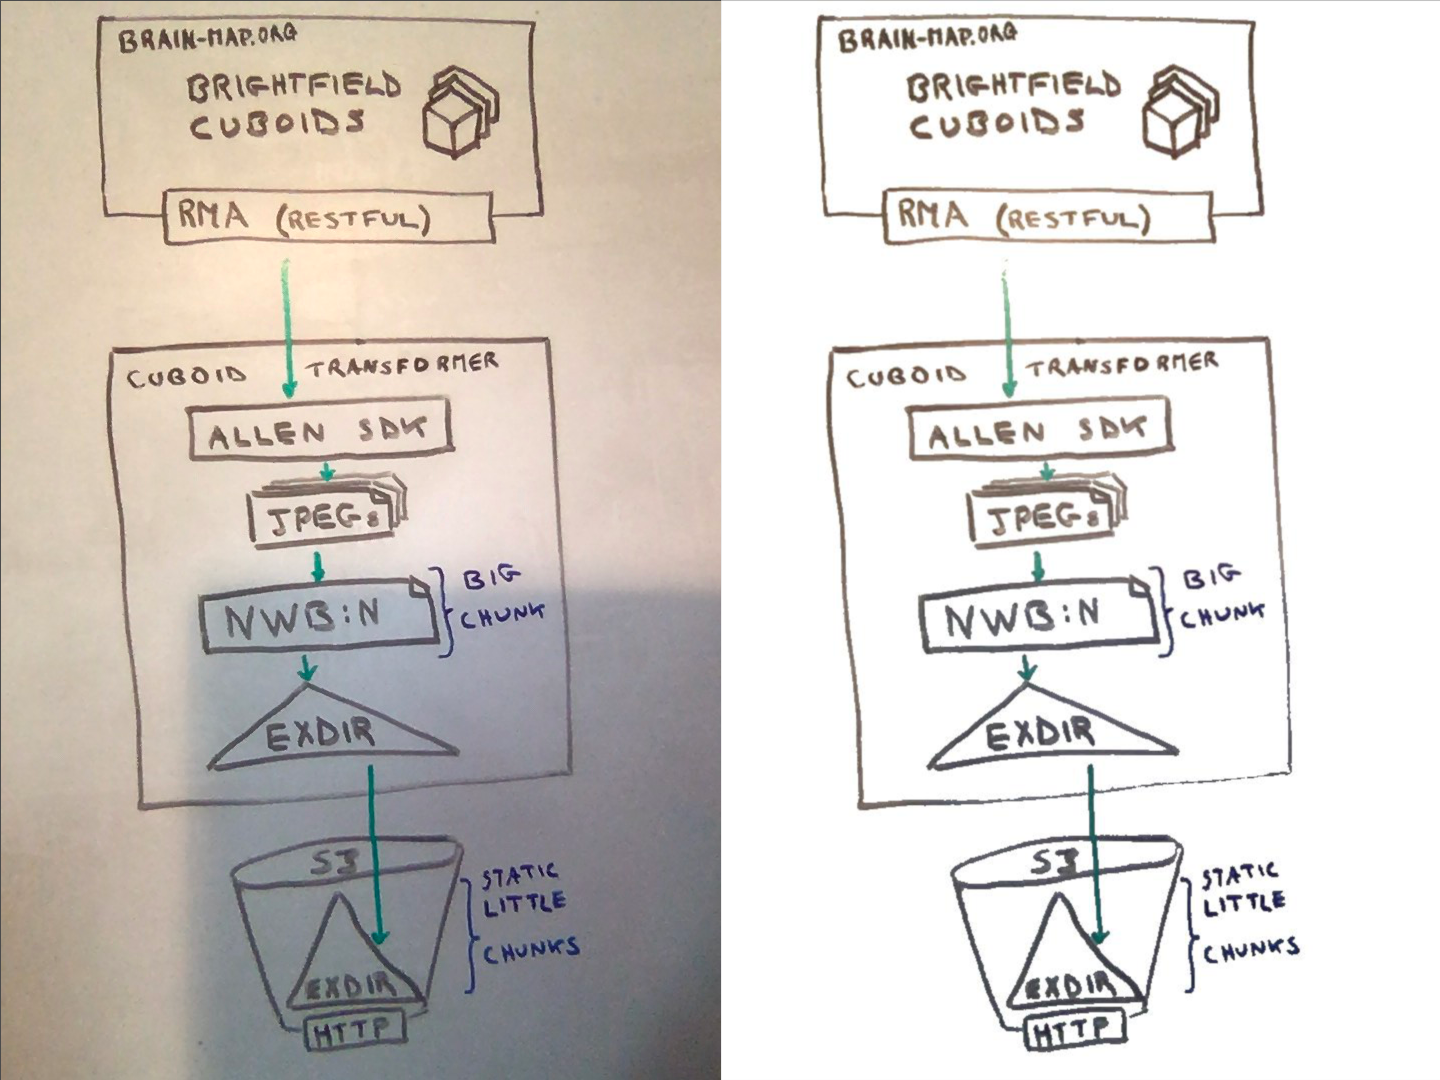 BRAIN-MAP.ORG
BRIGHTFIELD
CUBOIDS
RMA (RESTFUL)
CUBOID TRANSFORMER
ALLEN SDK
JPEGs
NWB:N
BIG
CHUNK
EXDIR
S3
STATIC
LITTLE
CHUNKS
EXDIR
HTTP
BRAIN-MAP.ORG
BRIGHTFIELD
CUBOIDS
RMA (RESTFUL)
CUBOID TRANSFORMER
ALLEN SDK
JPEGs
NWB:N
BIG
CHUNK
EXDIR
S3
STATIC
LITTLE
CHUNKS
EXDIR
HTTP